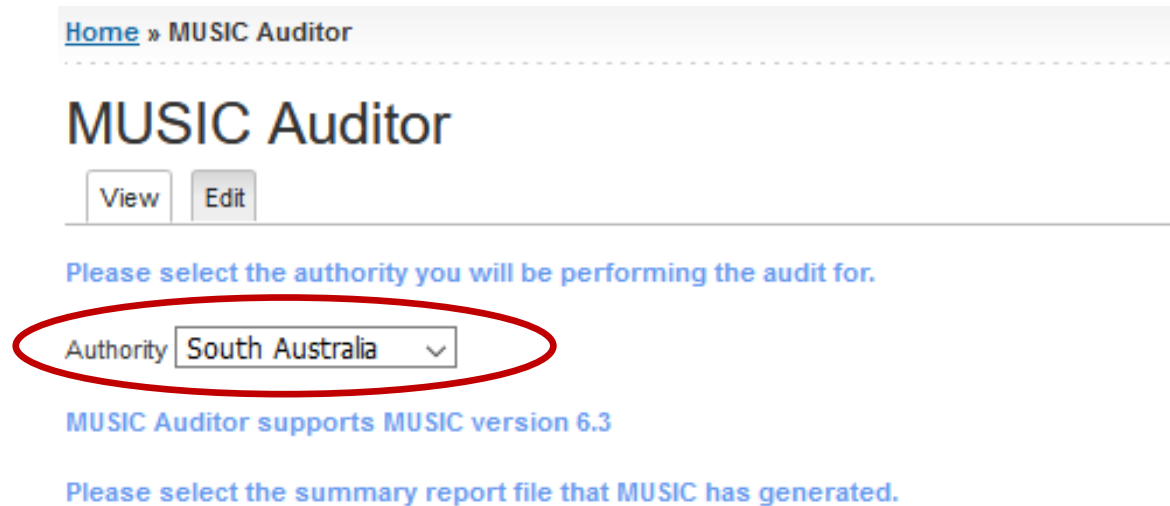 Home » MUSIC Auditor
MUSIC Auditor
View Edit
Please select the authority you will be performing the audit for.
Authority South Australia
MUSIC Auditor supports MUSIC version 6.3
Please select the summary report file that MUSIC has generated.